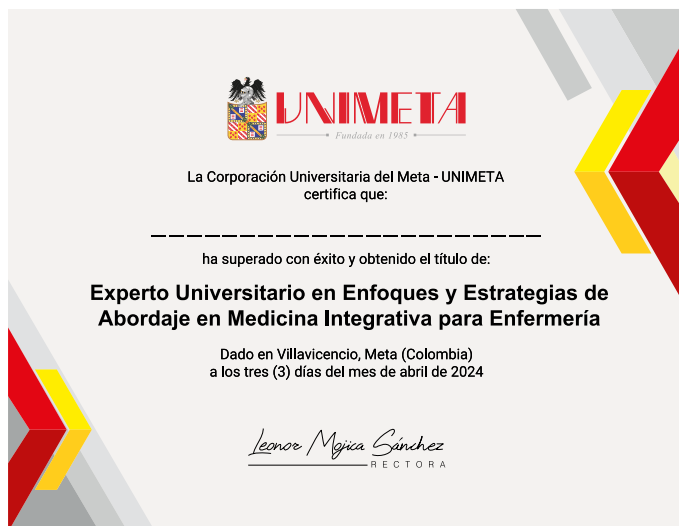 UNIMETA
Fundada en 1985
La Corporación Universitaria del Meta - UNIMETA
certifica que:
ha superado con éxito y obtenido el título de:
Experto Universitario en Enfoques y Estrategias de
Abordaje en Medicina Integrativa para Enfermería
Dado en Villavicencio, Meta (Colombia)
a los tres (3) días del mes de abril de 2024
Leonor Mojica Sánchez
RECTORA